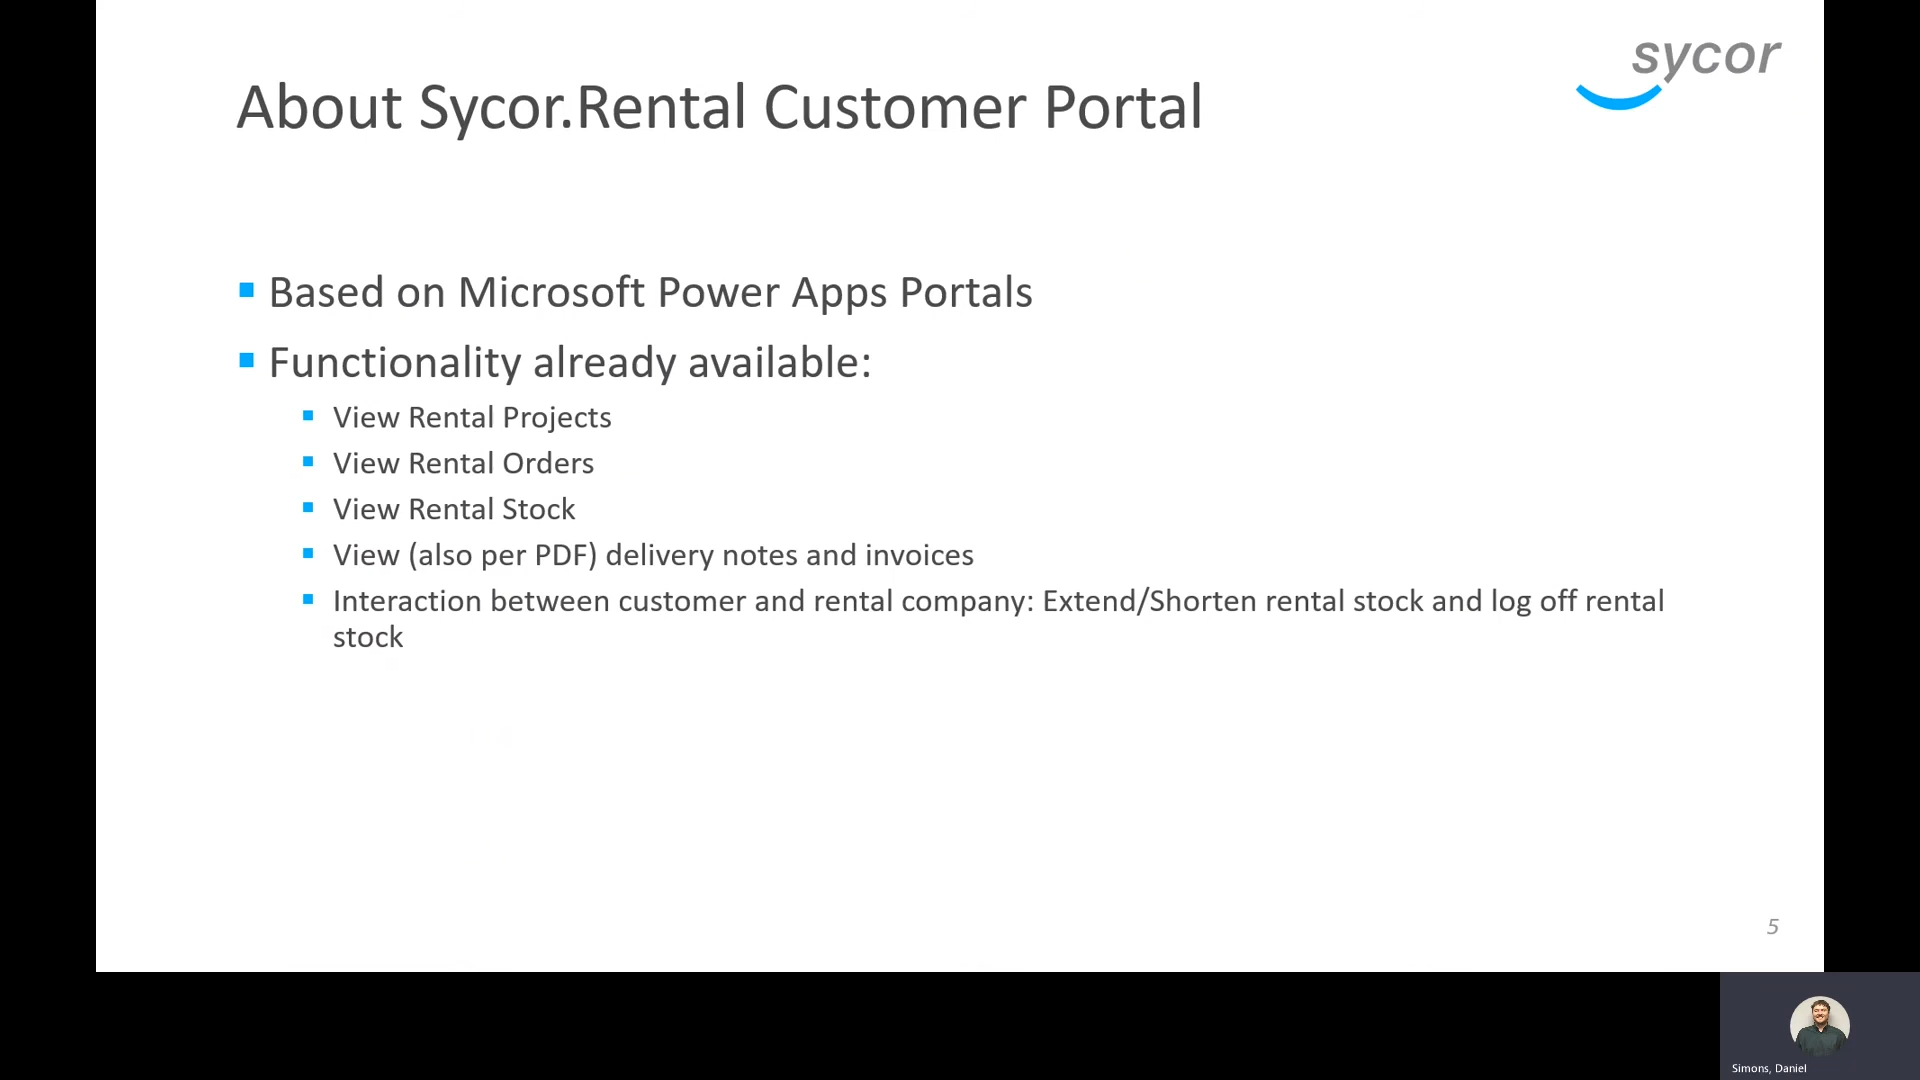 sycor
About Sycor.Rental Customer Portal
Based on Microsoft Power Apps Portals
Functionality already available:
View Rental Projects
View Rental Orders
View Rental Stock
View (also per PDF) delivery notes and invoices
Interaction between customer and rental company: Extend/Shorten rental stock and log off rental
stock
5
Simons, Daniel